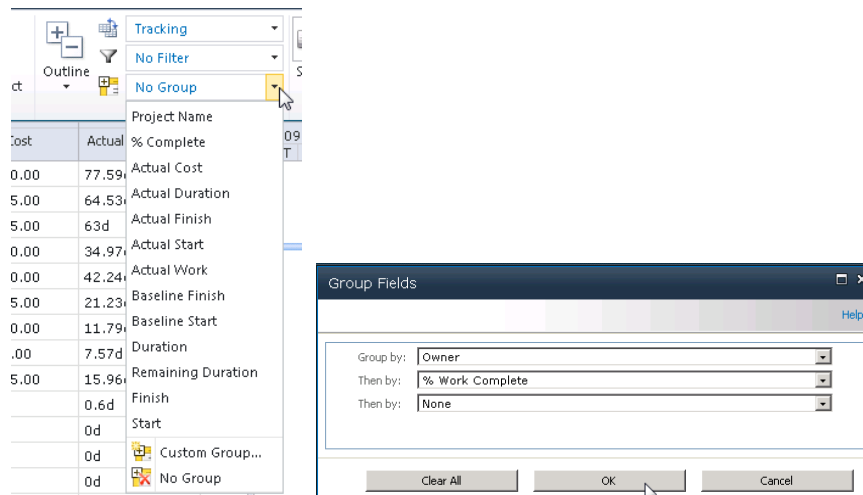 Tracking
No Filter
Outline
No Group
ct
S
Project Name
Cost
Actual
% Complete
09
T
0.00
77.59
Actual Cost
5.00
64.53
Actual Duration
5.00
63d
Actual Finish
0.00
34.97
Actual Start
0.00
42.24
Actual Work
5.00
21.23
Baseline Finish
0.00
11.79
Baseline Start
.00
7.57d
Duration
5.00
15.96
Remaining Duration
0.6d
Finish
0d
Start
0d
Custom Group...
0d
No Group
Group Fields
Help
Group by: Owner
Then by: % Work Complete
Then by: None
Clear All
OK
Cancel